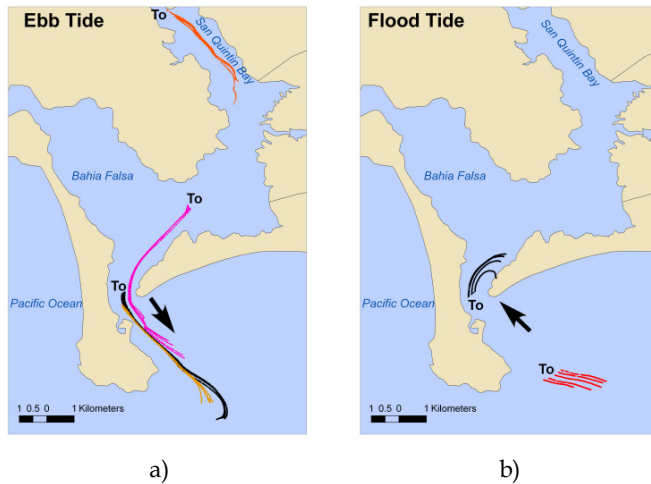 Ebb Tide
To
San Quintin Bay
Bahia Falsa
To
To
Pacific Ocean
1 0.5 0 1 Kilometers
a)
Flood Tide
San Quintin Bay
Bahia Falsa
Pacific Ocean
To
To
1 0.5 0 1 Kilometers
b)